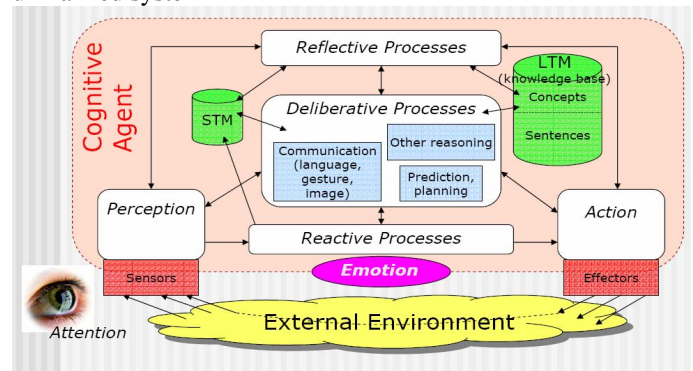 Reflective Processes
Cognitive
Agent
STM
LTM
(knowledge base)
Concepts
Sentences
Deliberative Processes
Communication
(language,
gesture,
image)
Other reasoning
Prediction,
planning
Perception
Action
Reactive Processes
Sensors
Emotion
Effectors
Attention
External Environment